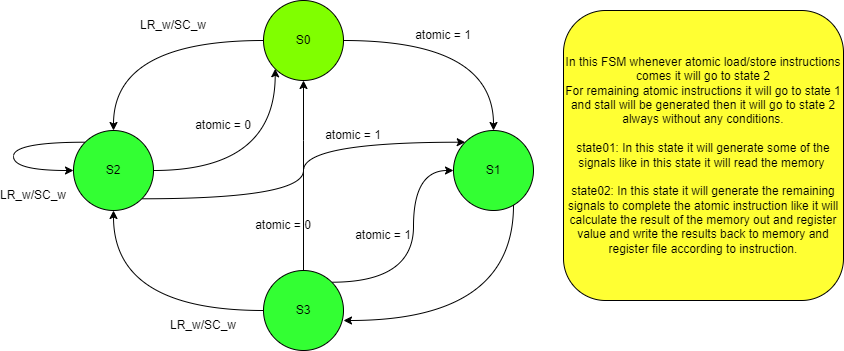 LR_w/SC_w
S0
atomic = 1
atomic = 0
atomic = 1
S2
S1
LR_w/SC_w
atomic = 0
atomic = 1
S3
LR_w/SC_w
In this FSM whenever atomic load/store instructions
comes it will go to state 2
For remaining atomic instructions it will go to state 1
and stall will be generated then it will go to state 2
always without any conditions.
state01: In this state it will generate some of the
signals like in this state it will read the memory
state02: In this state it will generate the remaining
signals to complete the atomic instruction like it will
calculate the result of the memory out and register
value and write the results back to memory and
register file according to instruction.